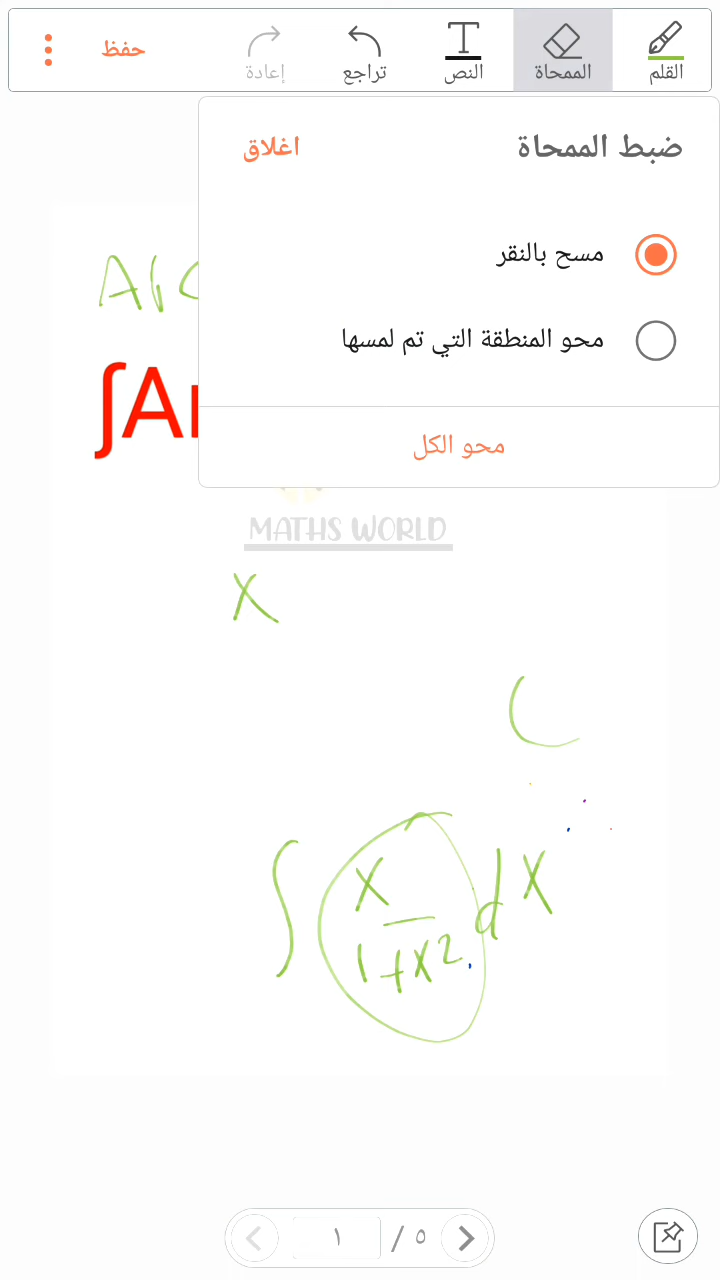 حفظ
إعادة
تراجع
النص
الممحاة
القلم
ضبط الممحاة
اغلاق
مسح بالنقر
محو المنطقة التي تم لمسها
محو الكل
∫A
MATHS WORLD
x
∫ x/1+x² dx
١ / ٥